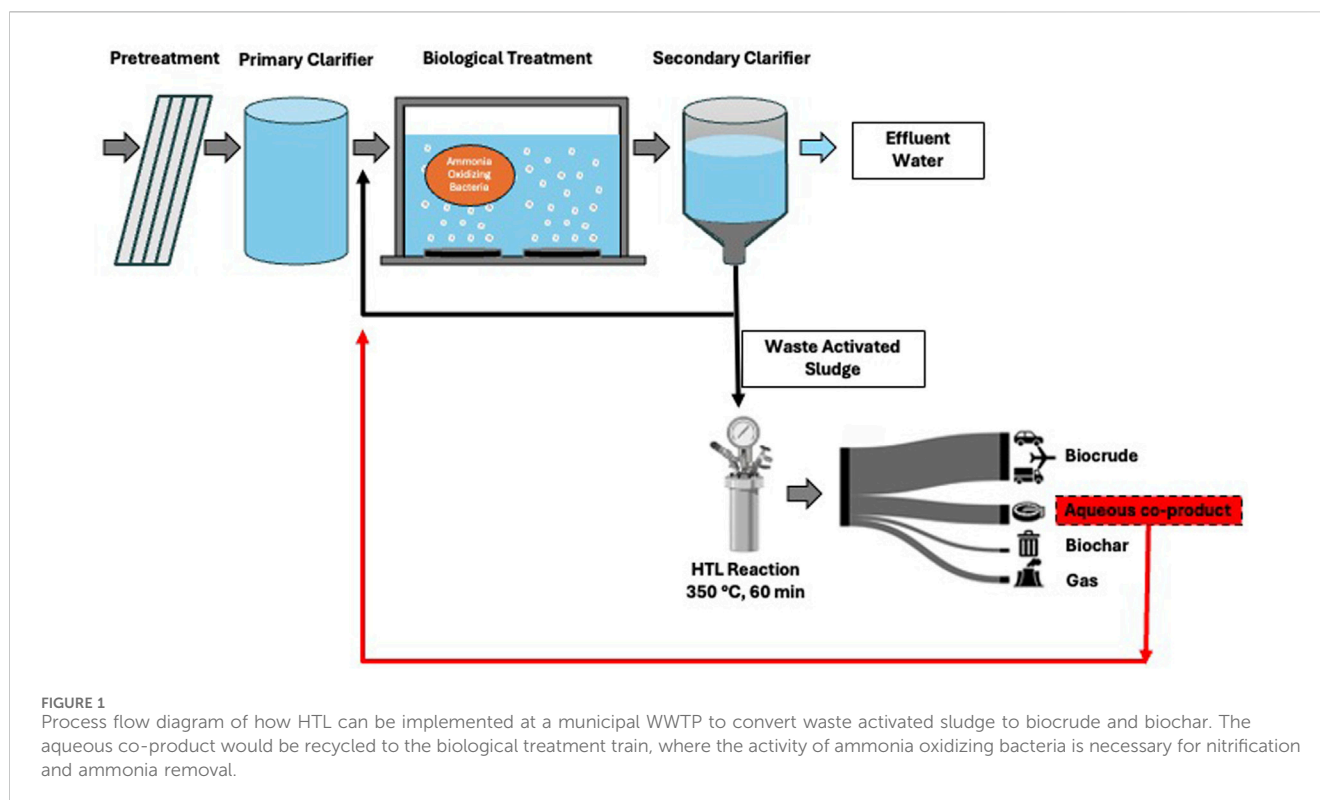 Pretreatment
Primary Clarifier
Biological Treatment
Secondary Clarifier
Ammonia
Oxidizing
Bacteria
Effluent
Water
Waste Activated
Sludge
HTL Reaction
350 °C, 60 min
Biocrude
Aqueous co-product
Biochar
Gas
FIGURE 1
Process flow diagram of how HTL can be implemented at a municipal WWTP to convert waste activated sludge to biocrude and biochar. The
aqueous co-product would be recycled to the biological treatment train, where the activity of ammonia oxidizing bacteria is necessary for nitrification
and ammonia removal.